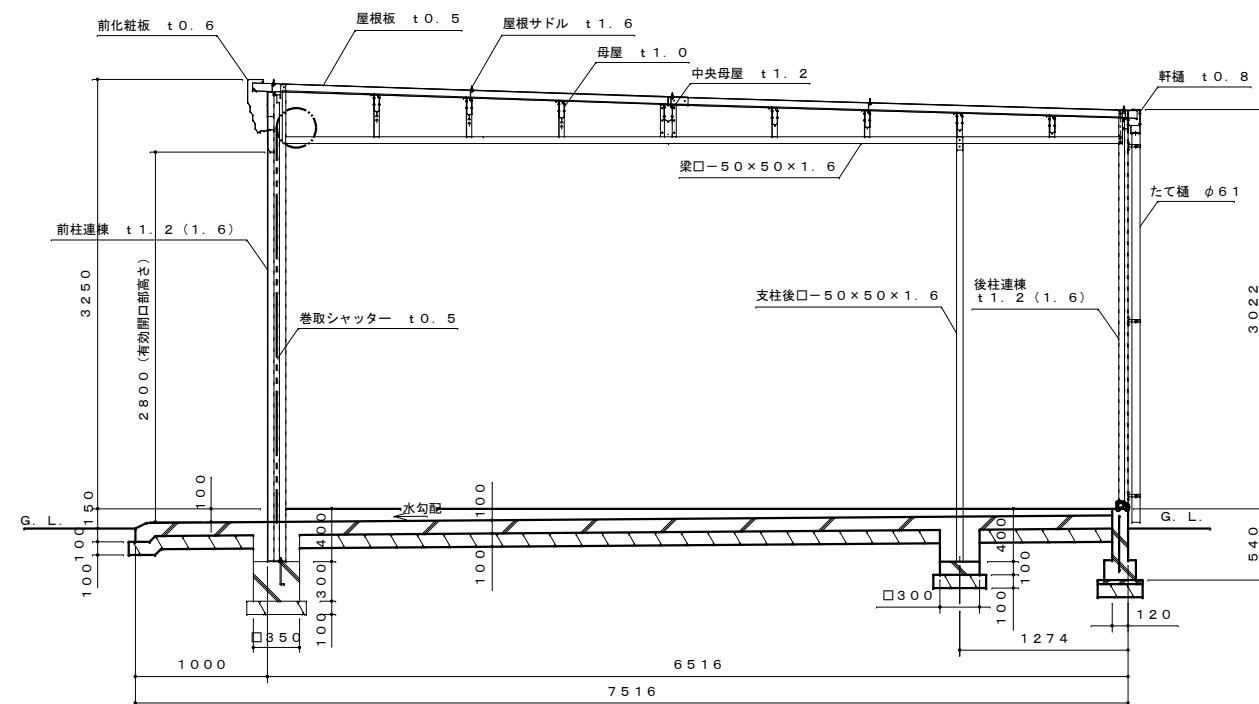 前化粧板 ｔ０．６
屋根板 ｔ０．５
屋根サドル ｔ１．６
母屋 ｔ１．０
中央母屋 ｔ１．２
軒樋 ｔ０．８
梁口－５０×５０×１．６
たて樋 φ６１
前柱連棟 ｔ１．２（１．６）
３２５０
２８００（有効開口部高さ）
巻取シャッター ｔ０．５
支柱後口－５０×５０×１．６
後柱連棟
ｔ１．２（１．６）
３０２２
Ｇ．Ｌ．
１５０
１００
１００
１００
水勾配
１００
１００
４００
３００
１００
４００
１００
１００
Ｇ．Ｌ．
５４０
□３５０
□３００
１２０
１２７４
１０００
６５１６
７５１６